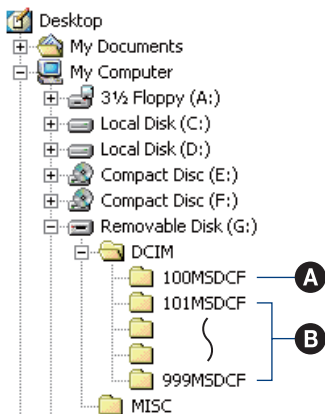 Desktop
My Documents
My Computer
3½ Floppy (A:)
Local Disk (C:)
Local Disk (D:)
Compact Disc (E:)
Compact Disc (F:)
Removable Disk (G:)
DCIM
100MSDCF A
101MSDCF
B
999MSDCF
MISC